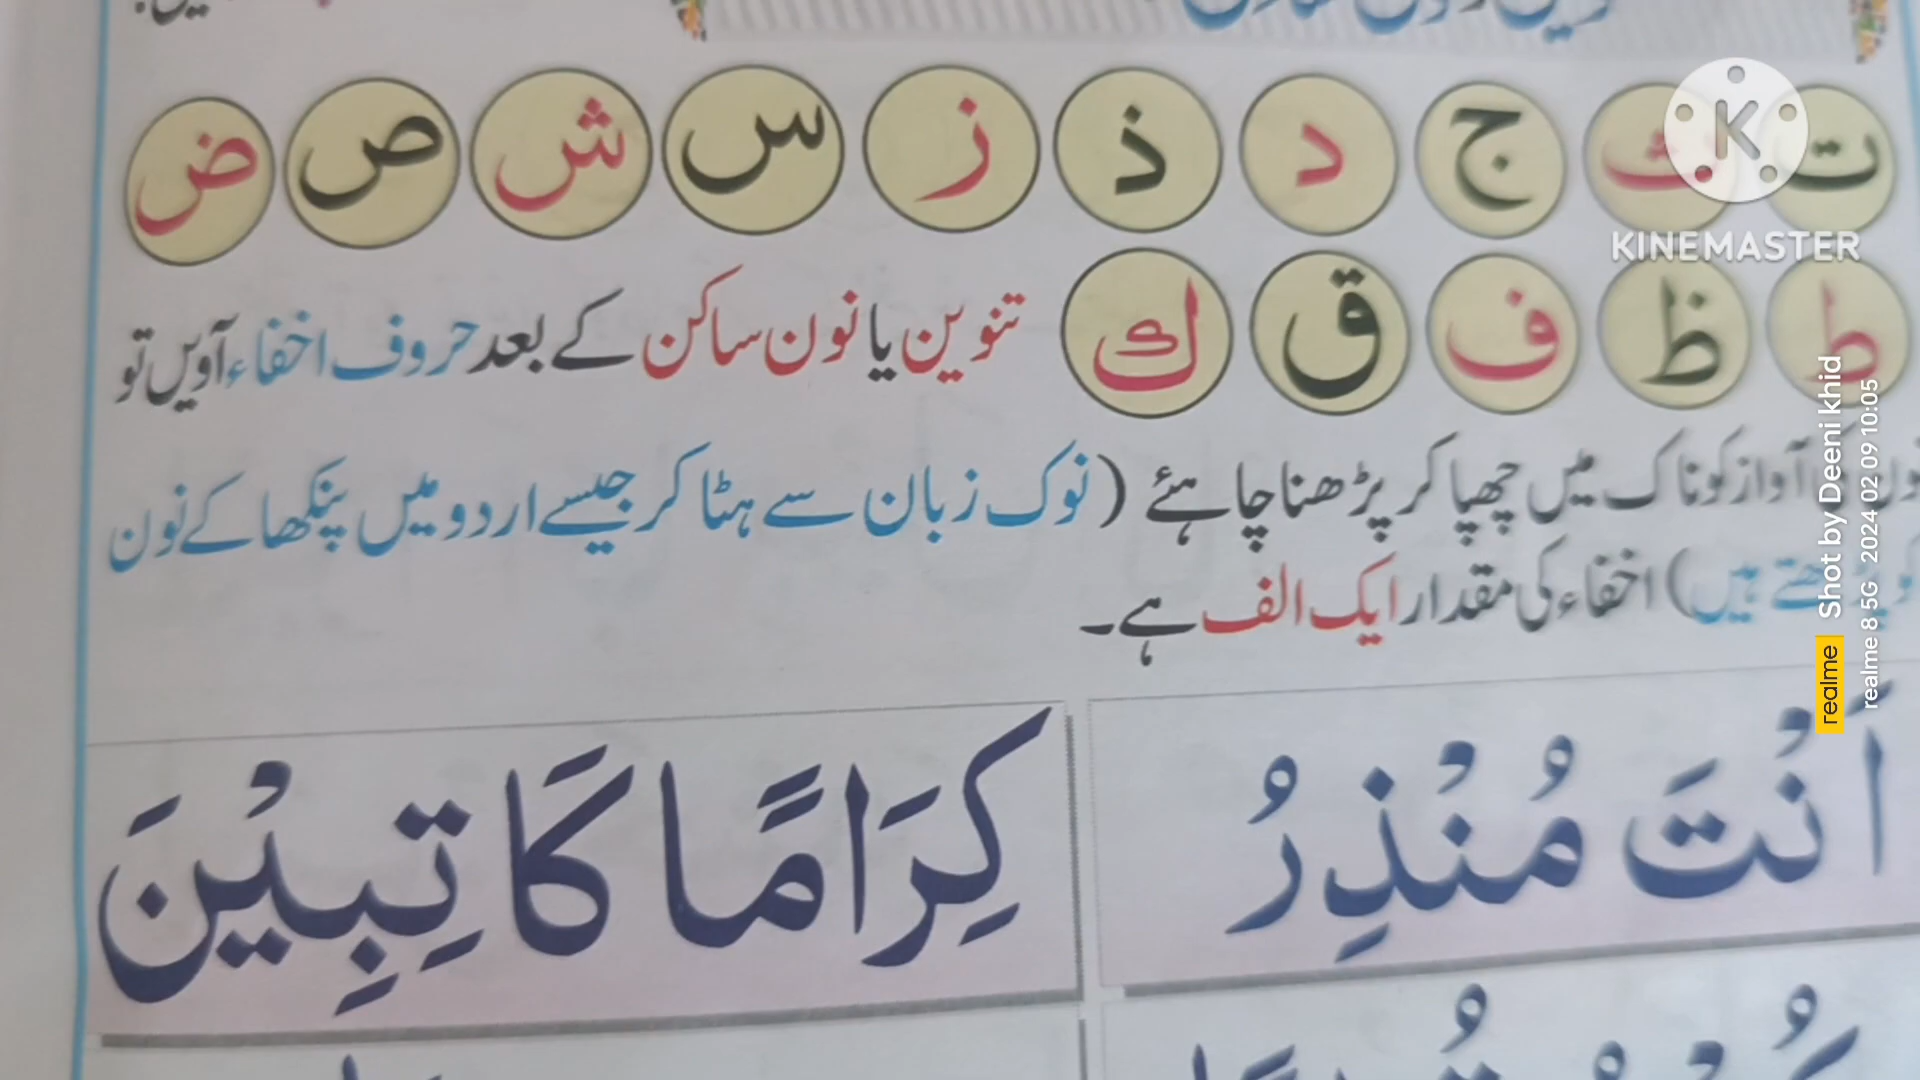 ت ث ج د ذ ز س ش ص ض
ط ظ ف ق ك تنوین یا نون ساکن کے بعد حروف اخفاء آویں تو
آواز کو ناک میں چھپا کر پڑھنا چاہئے (نوک زبان سے ہٹا کر جیسے اردو میں پنکھا کے نون
ہیں) اخفاء کی مقدار ایک الف ہے۔
اَنْتَ مُنْذِرُ كِرَامًا كَاتِبِيْنَ
KINEMASTER
realme Shot by Deeni khid
realme 8 5G 2024 02 09 10:05